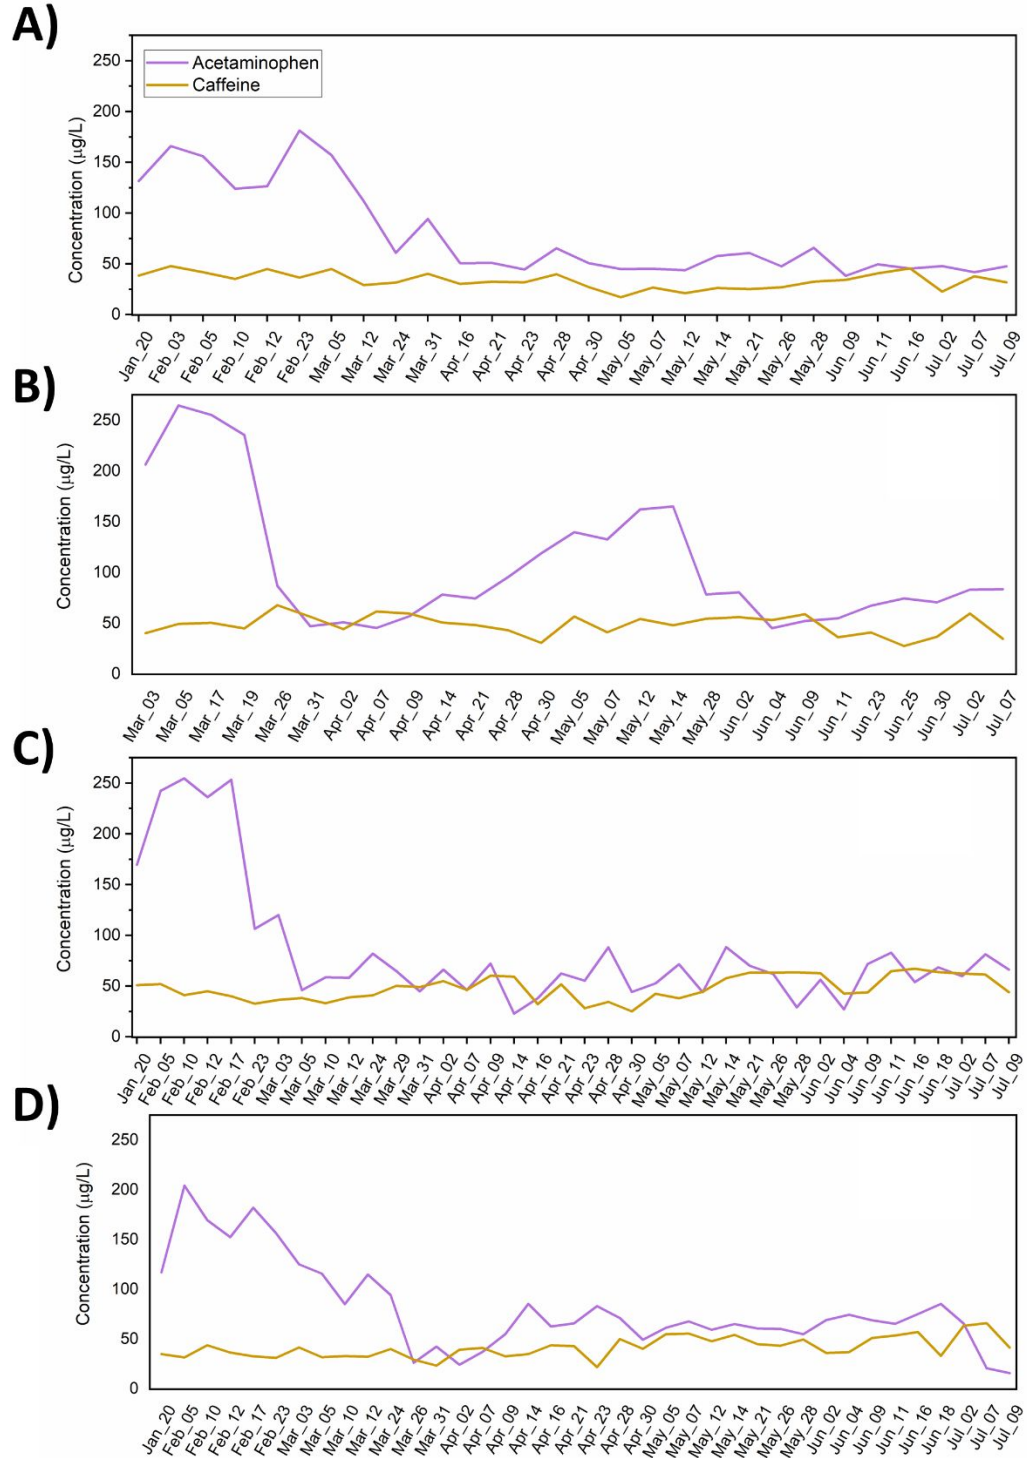 A)
Concentration (µg/L)
250
200
150
100
50
0
Acetaminophen
Caffeine
Jan_20 Feb_03 Feb_05 Feb_10 Feb_12 Feb_23 Mar_05 Mar_12 Mar_24 Mar_31 Apr_16 Apr_21 Apr_23 Apr_28 Apr_30 May_05 May_07 May_12 May_14 May_21 May_26 May_28 Jun_09 Jun_11 Jun_16 Jul_02 Jul_07 Jul_09
B)
Concentration (µg/L)
250
200
150
100
50
0
Mar_03 Mar_05 Mar_17 Mar_19 Mar_26 Mar_31 Apr_02 Apr_07 Apr_09 Apr_14 Apr_21 Apr_28 Apr_30 May_05 May_07 May_12 May_14 May_28 Jun_02 Jun_04 Jun_09 Jun_11 Jun_23 Jun_25 Jun_30 Jul_02 Jul_07
C)
Concentration (µg/L)
250
200
150
100
50
0
Jan_20 Feb_05 Feb_10 Feb_12 Feb_17 Feb_23 Mar_03 Mar_05 Mar_10 Mar_12 Mar_24 Mar_29 Mar_31 Apr_02 Apr_07 Apr_09 Apr_14 Apr_16 Apr_21 Apr_23 Apr_28 Apr_30 May_05 May_07 May_12 May_14 May_21 May_26 May_28 Jun_02 Jun_04 Jun_09 Jun_11 Jun_16 Jun_18 Jul_02 Jul_07 Jul_09
D)
Concentration (µg/L)
250
200
150
100
50
0
Jan_20 Feb_05 Feb_10 Feb_12 Feb_17 Feb_23 Mar_03 Mar_05 Mar_10 Mar_12 Mar_24 Mar_26 Mar_31 Apr_02 Apr_07 Apr_09 Apr_14 Apr_16 Apr_21 Apr_23 Apr_28 Apr_30 May_05 May_07 May_12 May_14 May_21 May_26 May_28 Jun_02 Jun_04 Jun_09 Jun_11 Jun_16 Jun_18 Jul_02 Jul_07 Jul_09